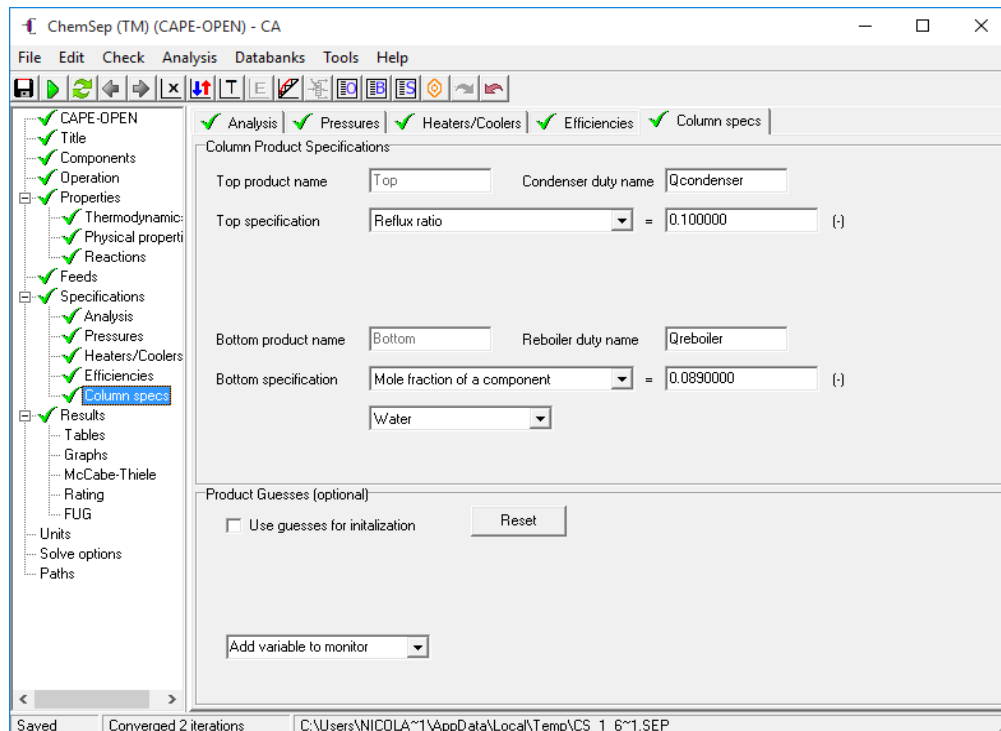 ChemSep (TM) (CAPE-OPEN) - CA
File Edit Check Analysis Databanks Tools Help
CAPE-OPEN
Title
Components
Operation
Properties
Thermodynamic:
Physical properti
Reactions
Feeds
Specifications
Analysis
Pressures
Heaters/Coolers
Efficiencies
Column specs
Results
Tables
Graphs
McCabe-Thiele
Rating
FUG
Units
Solve options
Paths
Analysis Pressures Heaters/Coolers Efficiencies Column specs
Column Product Specifications
Top product name Top Condenser duty name Qcondenser
Top specification Reflux ratio = 0.100000 (-)
Bottom product name Bottom Reboiler duty name Qreboiler
Bottom specification Mole fraction of a component = 0.0890000 (-)
Water
Product Guesses (optional)
Use guesses for initalization Reset
Add variable to monitor
Saved Converged 2 iterations C:\Users\NICOLA~1\AppData\Local\Temp\CS_1_6~1.SEP